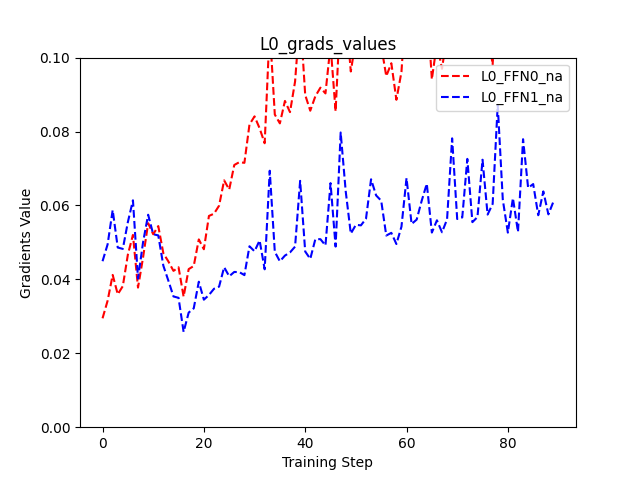 L0_grads_values
L0_FFN0_na
L0_FFN1_na
Gradients Value
0.10
0.08
0.06
0.04
0.02
0.00
0 20 40 60 80
Training Step